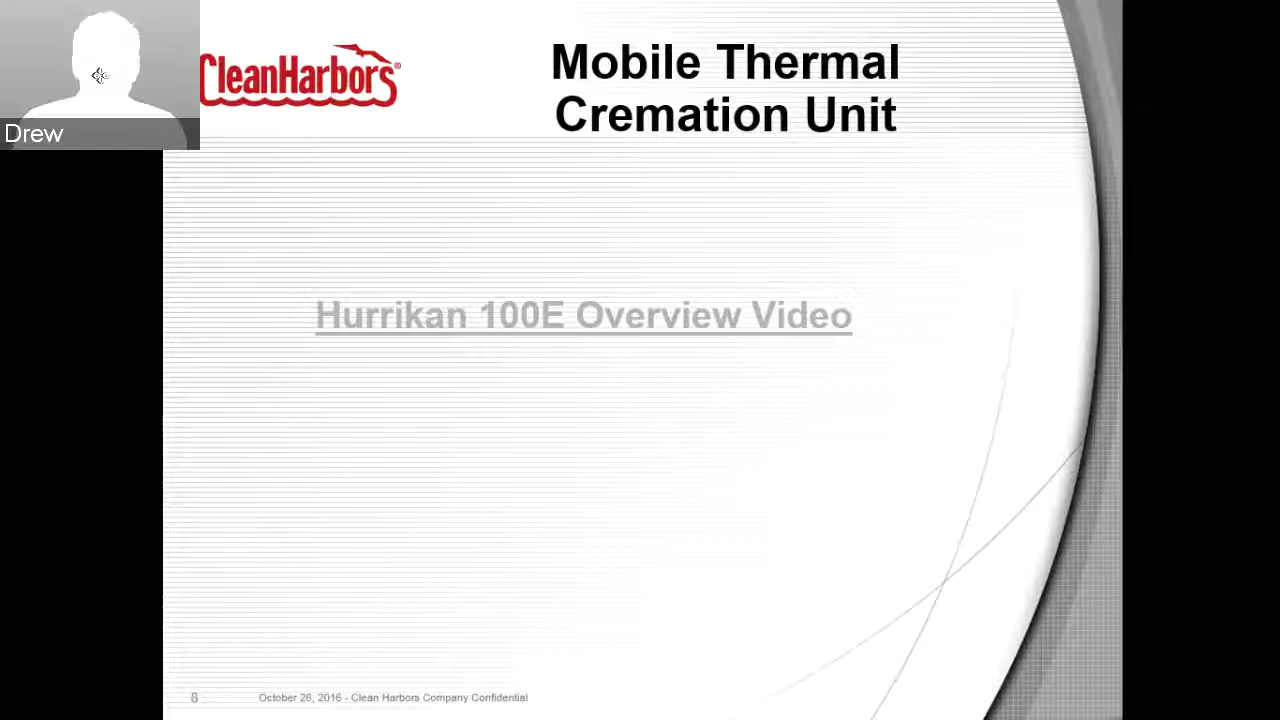 CleanHarbors®
Mobile Thermal
Cremation Unit
Drew
Hurrikan 100E Overview Video
8 October 26, 2016 - Clean Harbors Company Confidential